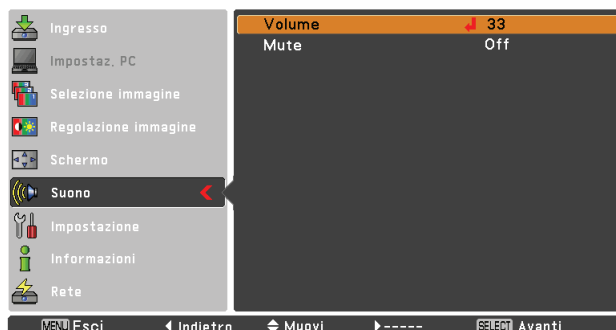 Ingresso
Impostaz. PC
Selezione immagine
Regolazione immagine
Schermo
Suono
Impostazione
Informazioni
Rete
Volume 33
Mute Off
MENU Esci Indietro Muovi ----- SELECT Avanti